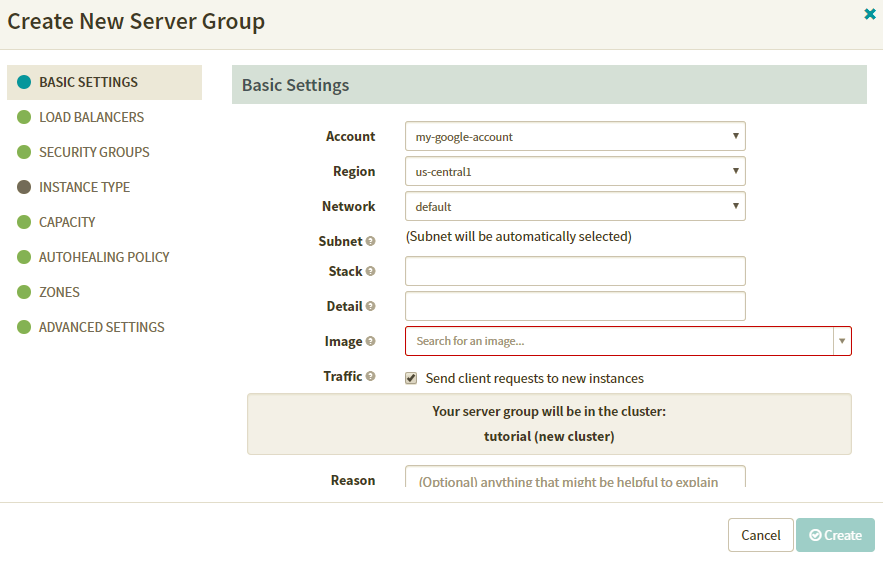 Create New Server Group
BASIC SETTINGS
LOAD BALANCERS
SECURITY GROUPS
INSTANCE TYPE
CAPACITY
AUTOHEALING POLICY
ZONES
ADVANCED SETTINGS
Basic Settings
Account my-google-account
Region us-central1
Network default
Subnet (Subnet will be automatically selected)
Stack
Detail
Image Search for an image...
Traffic Send client requests to new instances
Your server group will be in the cluster:
tutorial (new cluster)
Reason (Optional) anything that might be helpful to explain
Cancel Create